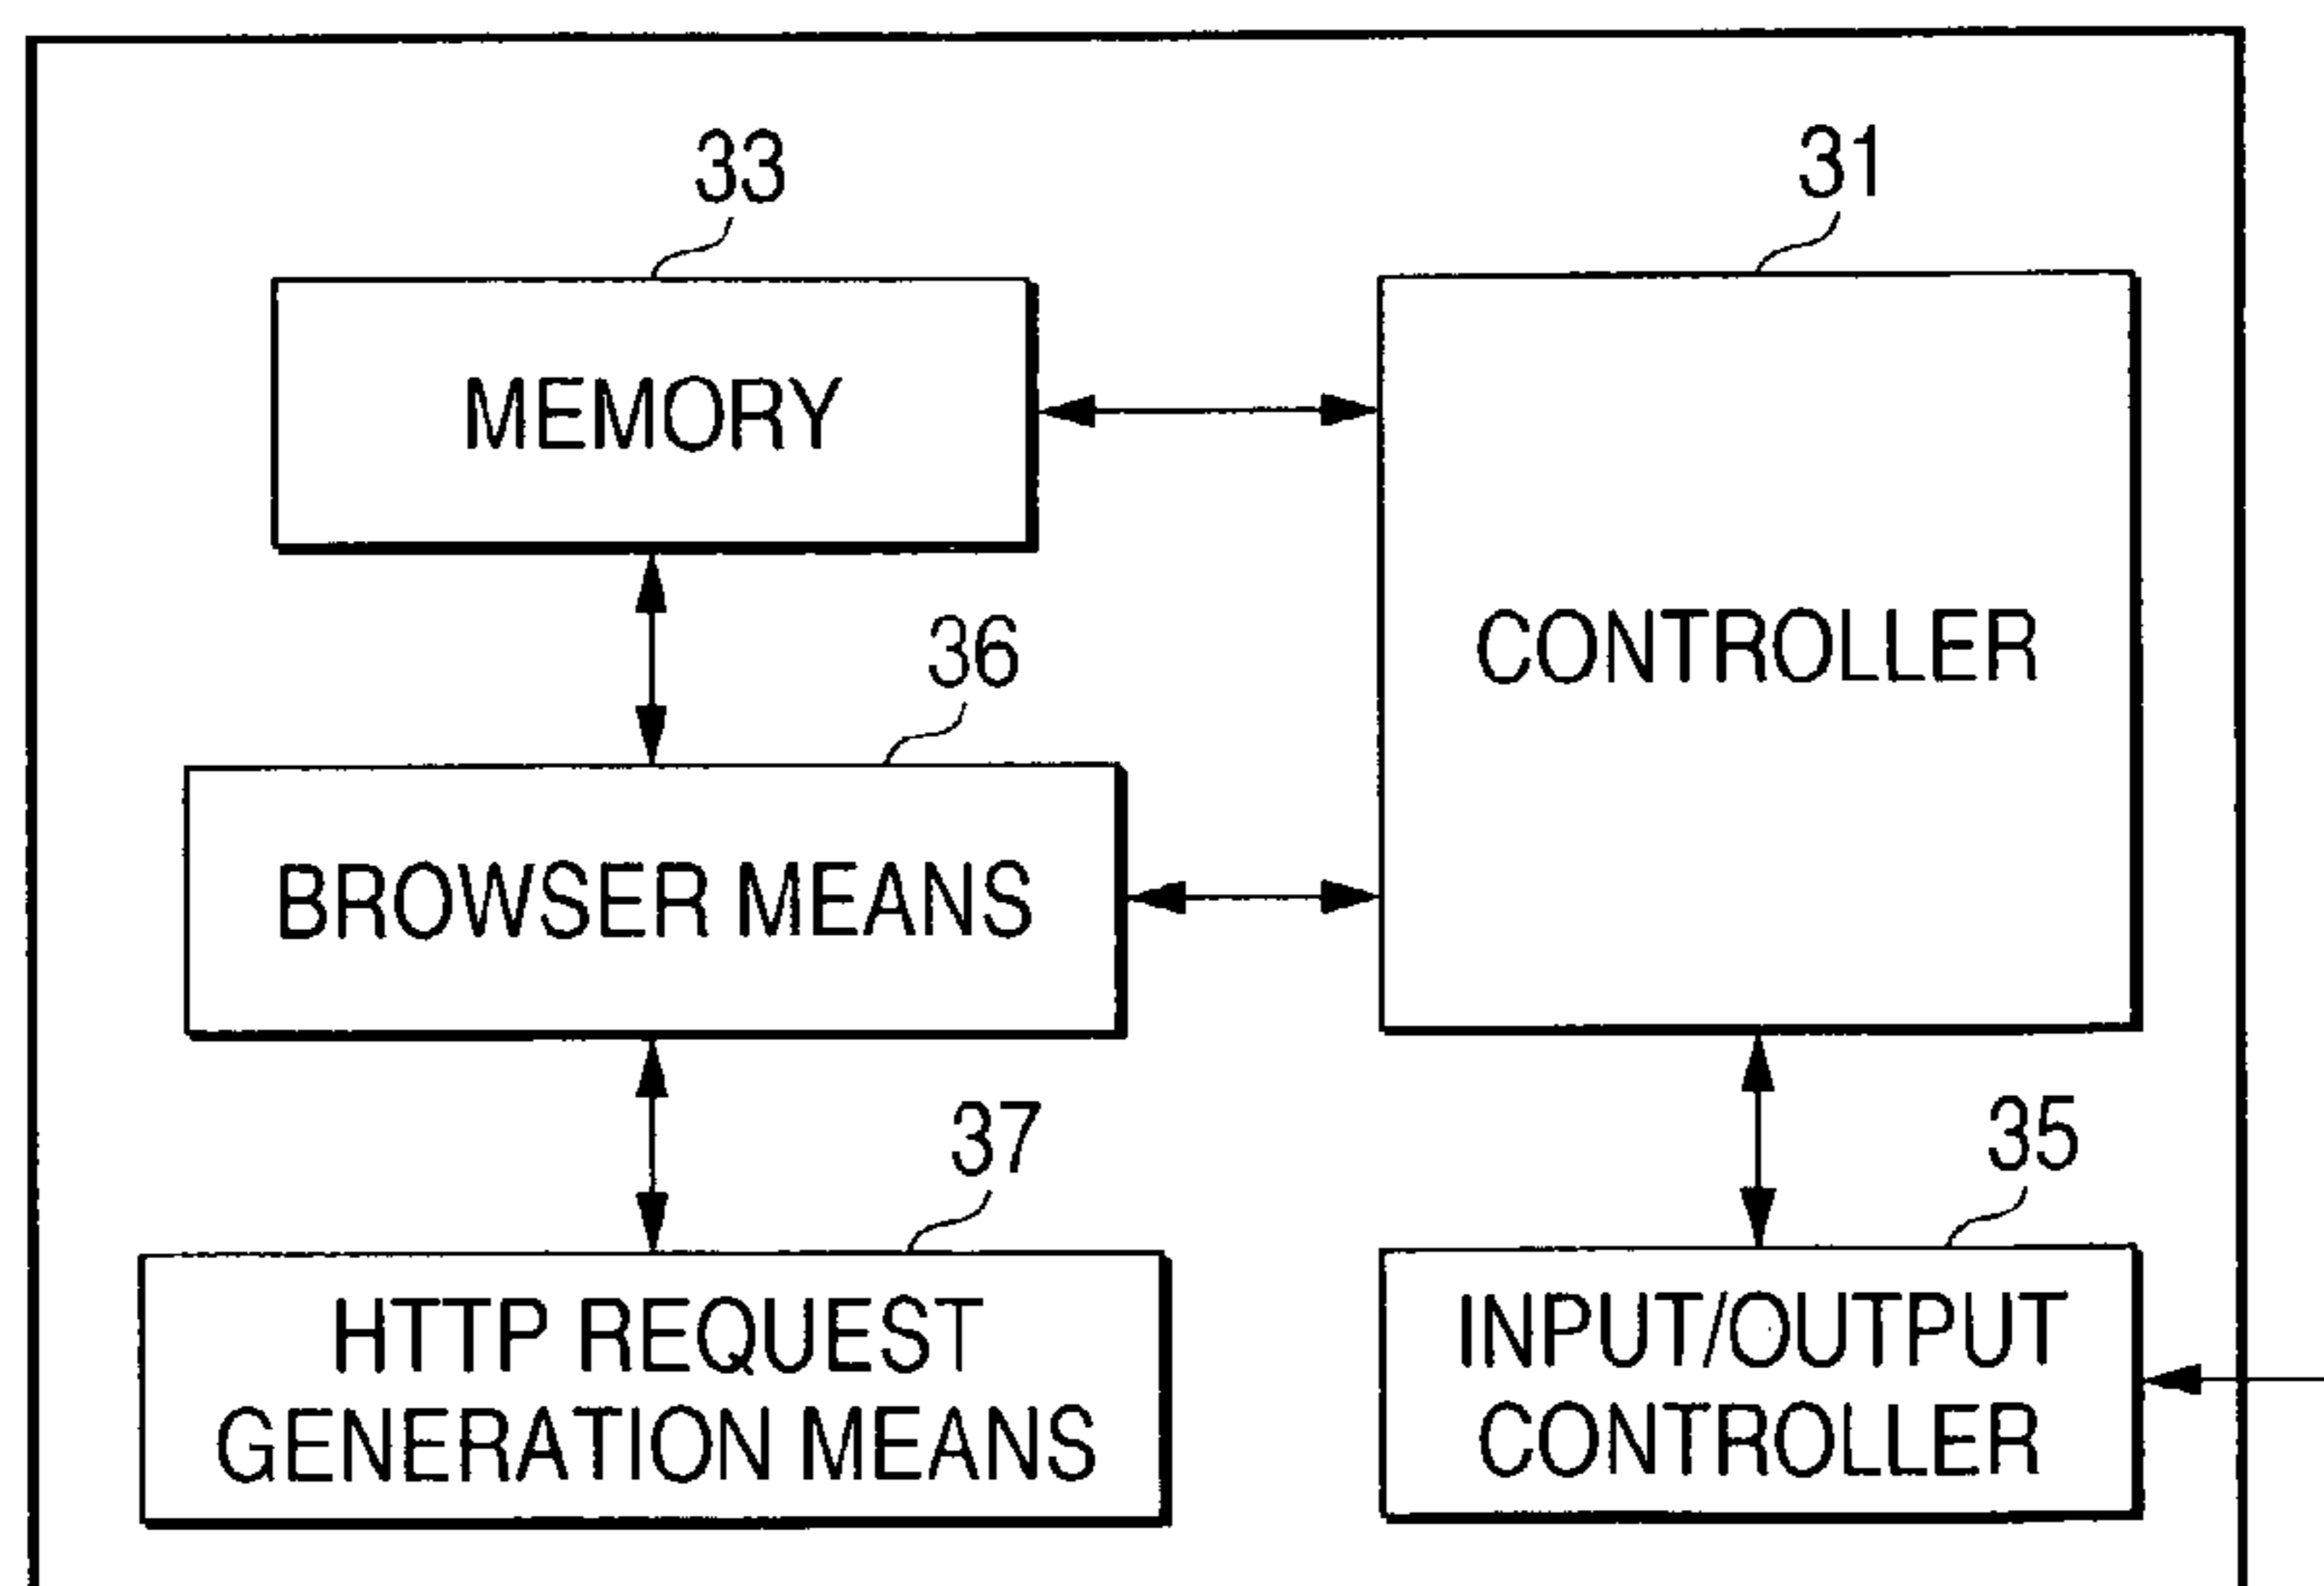 33
31
MEMORY
CONTROLLER
36
BROWSER MEANS
37
35
HTTP REQUEST
GENERATION MEANS
INPUT/OUTPUT
CONTROLLER